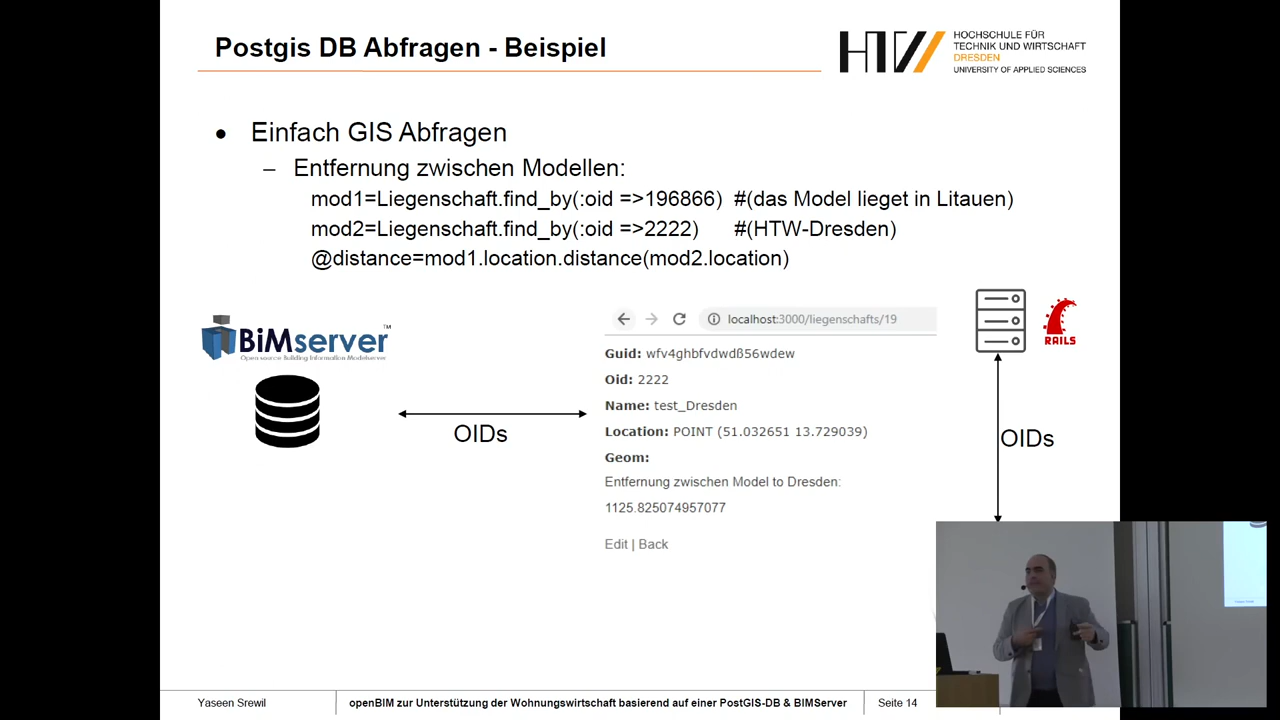 Postgis DB Abfragen - Beispiel
HOCHSCHULE FÜR
TECHNIK UND WIRTSCHAFT
DRESDEN
UNIVERSITY OF APPLIED SCIENCES
HTW
• Einfach GIS Abfragen
– Entfernung zwischen Modellen:
mod1=Liegenschaft.find_by(:oid =>196866) #(das Model lieget in Litauen)
mod2=Liegenschaft.find_by(:oid =>2222) #(HTW-Dresden)
@distance=mod1.location.distance(mod2.location)
BiMserver™
Open source Building Information Modelserver
OIDs
localhost:3000/liegenschafts/19
Guid: wfv4ghbfvdwdß56wdew
Oid: 2222
Name: test_Dresden
Location: POINT (51.032651 13.729039)
Geom:
Entfernung zwischen Model to Dresden:
1125.825074957077
Edit | Back
RAILS
OIDs
Yaseen Srewil
openBIM zur Unterstützung der Wohnungswirtschaft basierend auf einer PostGIS-DB & BIMServer
Seite 14